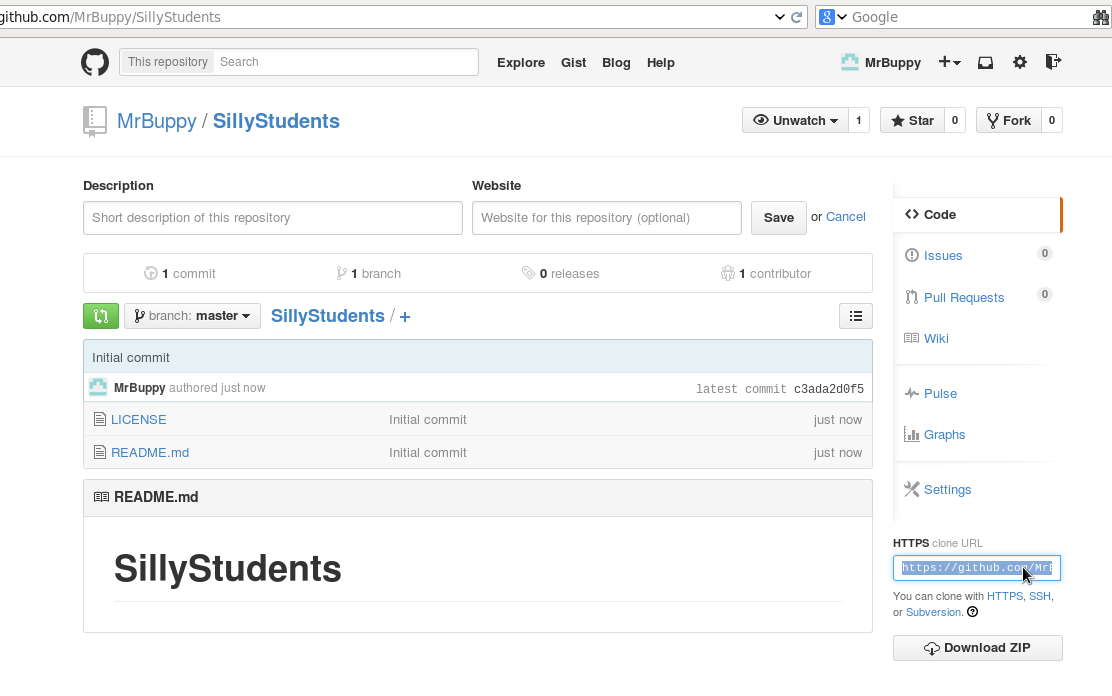 github.com/MrBuppy/SillyStudents
Google
This repository Search Explore Gist Blog Help MrBuppy
MrBuppy / SillyStudents Unwatch 1 Star 0 Fork 0
Description Website
Short description of this repository Website for this repository (optional) Save or Cancel
1 commit 1 branch 0 releases 1 contributor
branch: master SillyStudents / +
Initial commit
MrBuppy authored just now latest commit c3ada2d0f5
LICENSE Initial commit just now
README.md Initial commit just now
README.md
SillyStudents
Code
Issues 0
Pull Requests 0
Wiki
Pulse
Graphs
Settings
HTTPS clone URL
https://github.com/Mr
You can clone with HTTPS, SSH,
or Subversion.
Download ZIP